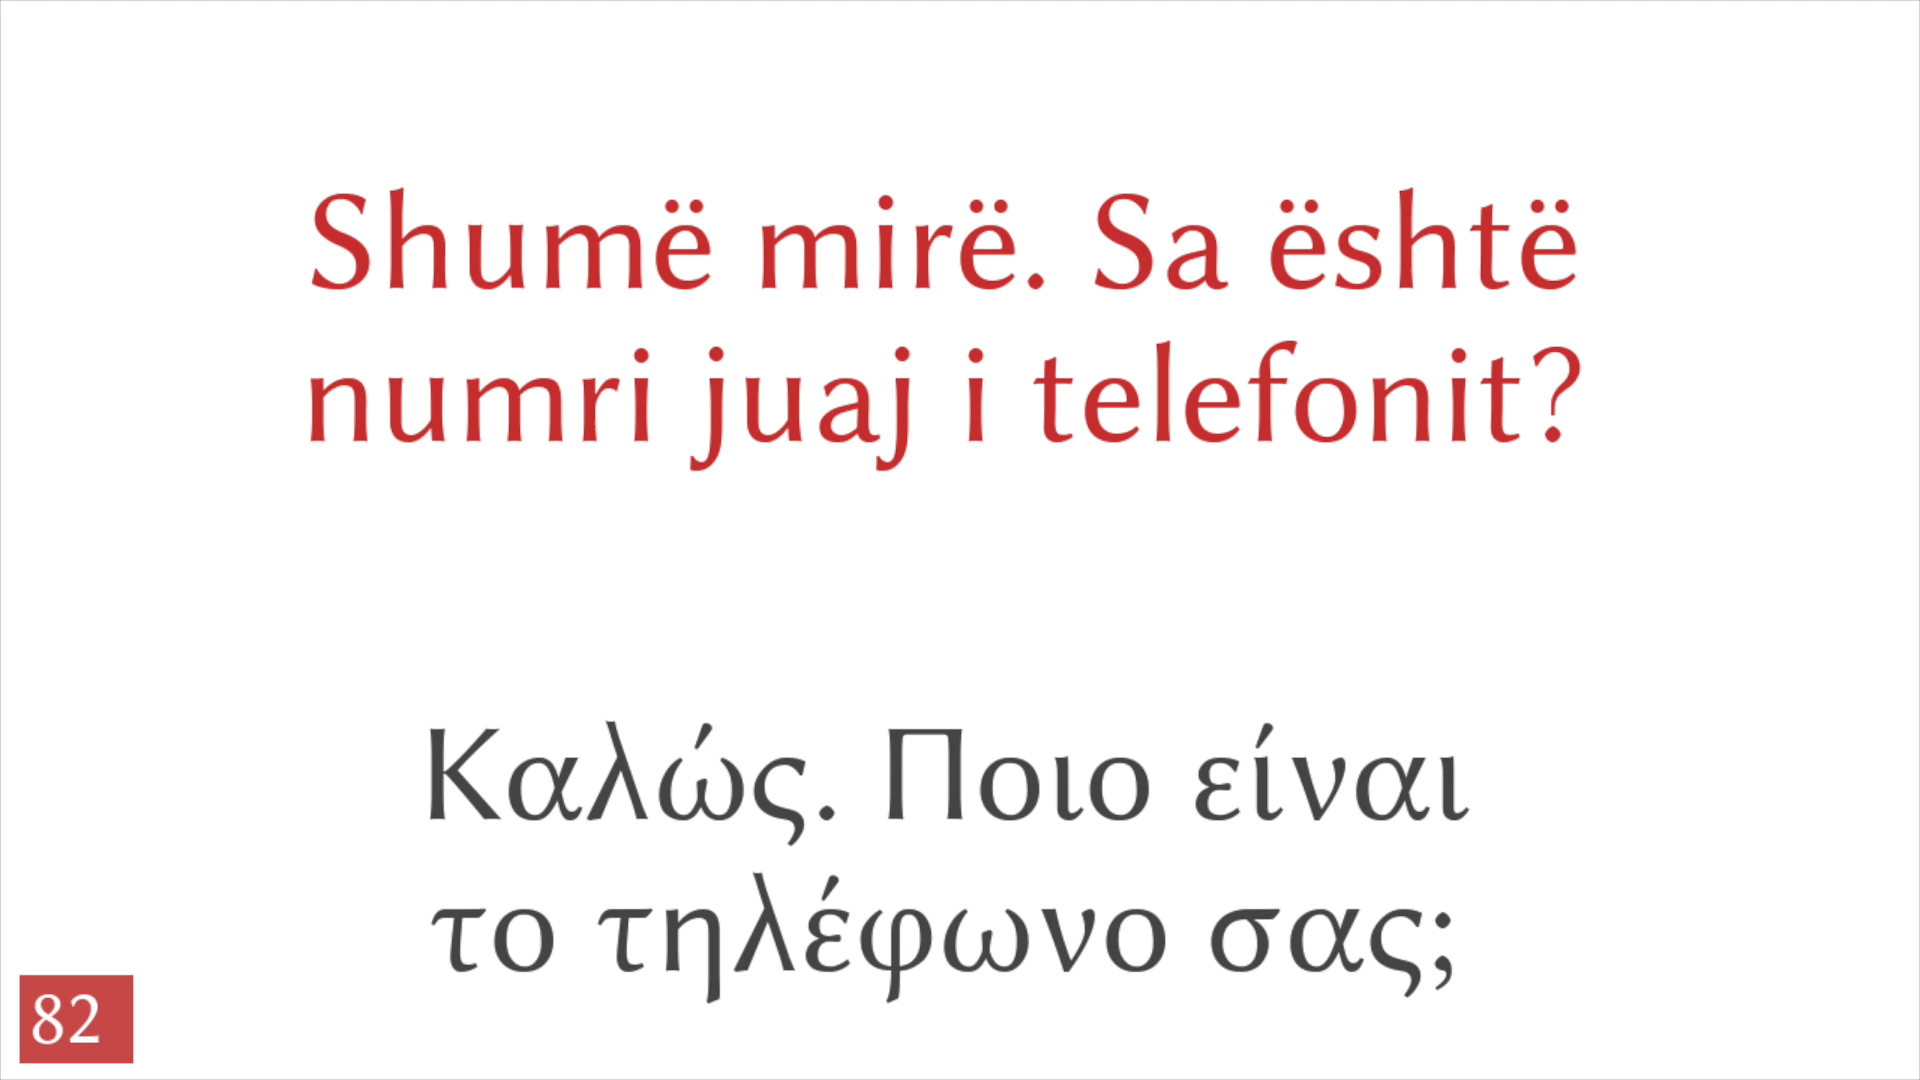 Shumë mirë. Sa është
numri juaj i telefonit?
Καλώς. Ποιο είναι
το τηλέφωνο σας;
82